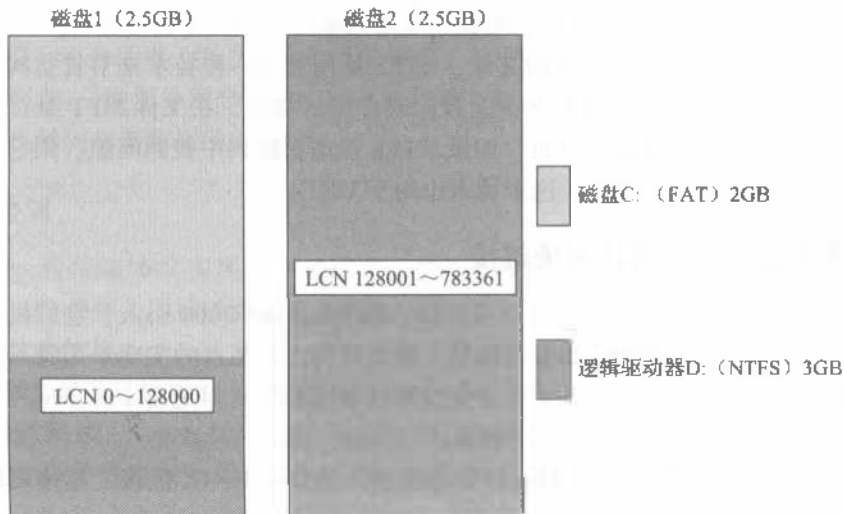 磁盘1（2.5GB）
磁盘2（2.5GB）
磁盘C:（FAT）2GB
LCN 128001～783361
逻辑驱动器D:（NTFS）3GB
LCN 0～128000